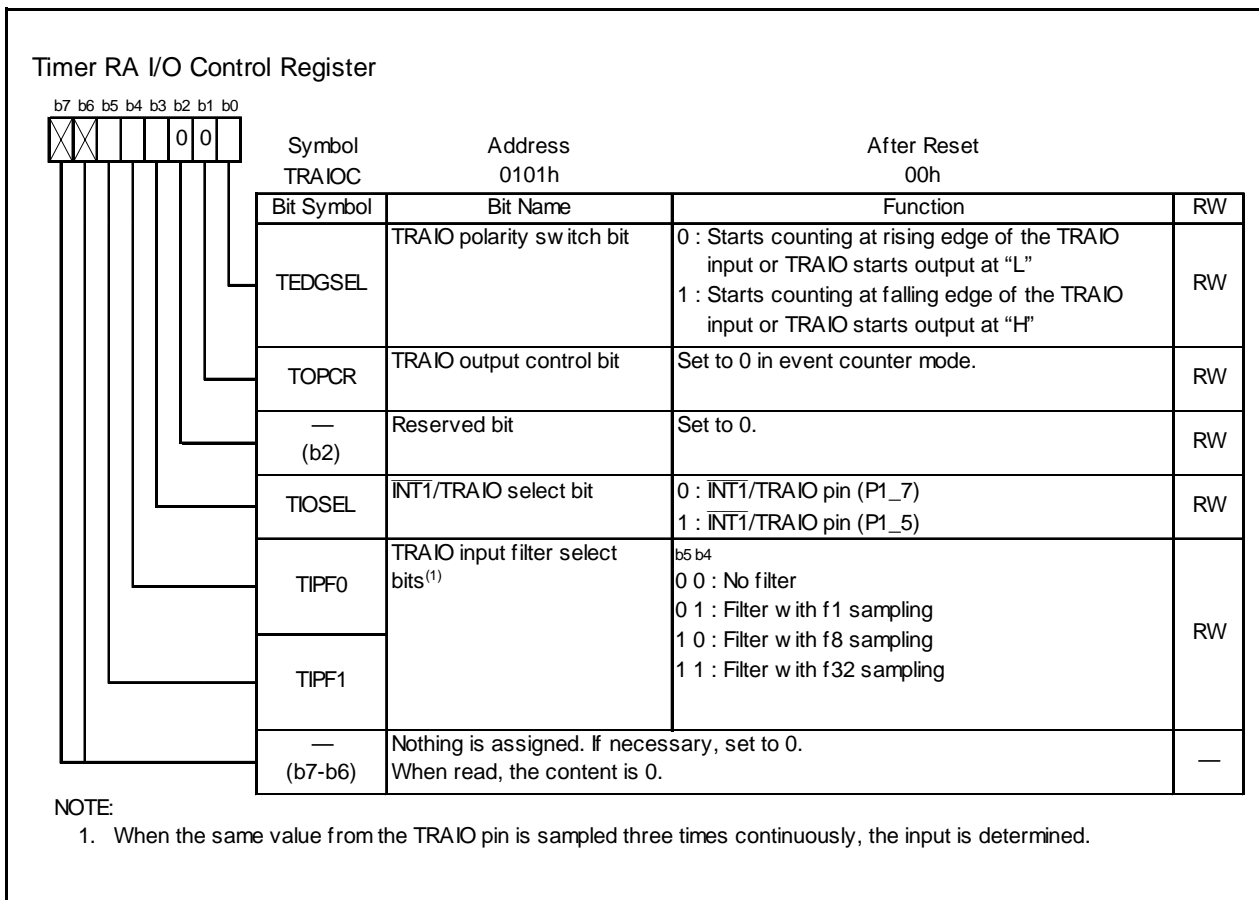 Timer RA I/O Control Register
b7 b6 b5 b4 b3 b2 b1 b0
0 0
Symbol Address After Reset
TRAIOC 0101h 00h
Bit Symbol Bit Name Function RW
TEDGSEL TRAIO polarity switch bit 0 : Starts counting at rising edge of the TRAIO
input or TRAIO starts output at “L”
1 : Starts counting at falling edge of the TRAIO
input or TRAIO starts output at “H”
RW
TOPCR TRAIO output control bit Set to 0 in event counter mode. RW
—
(b2) Reserved bit Set to 0. RW
TIOSEL INT1/TRAIO select bit 0 : INT1/TRAIO pin (P1_7)
1 : INT1/TRAIO pin (P1_5)
RW
TIPF0 TRAIO input filter select
bits(1)
b5 b4
0 0 : No filter
0 1 : Filter with f1 sampling
1 0 : Filter with f8 sampling
1 1 : Filter with f32 sampling
RW
TIPF1
—
(b7-b6) Nothing is assigned. If necessary, set to 0.
When read, the content is 0.
—
NOTE:
1. When the same value from the TRAIO pin is sampled three times continuously, the input is determined.